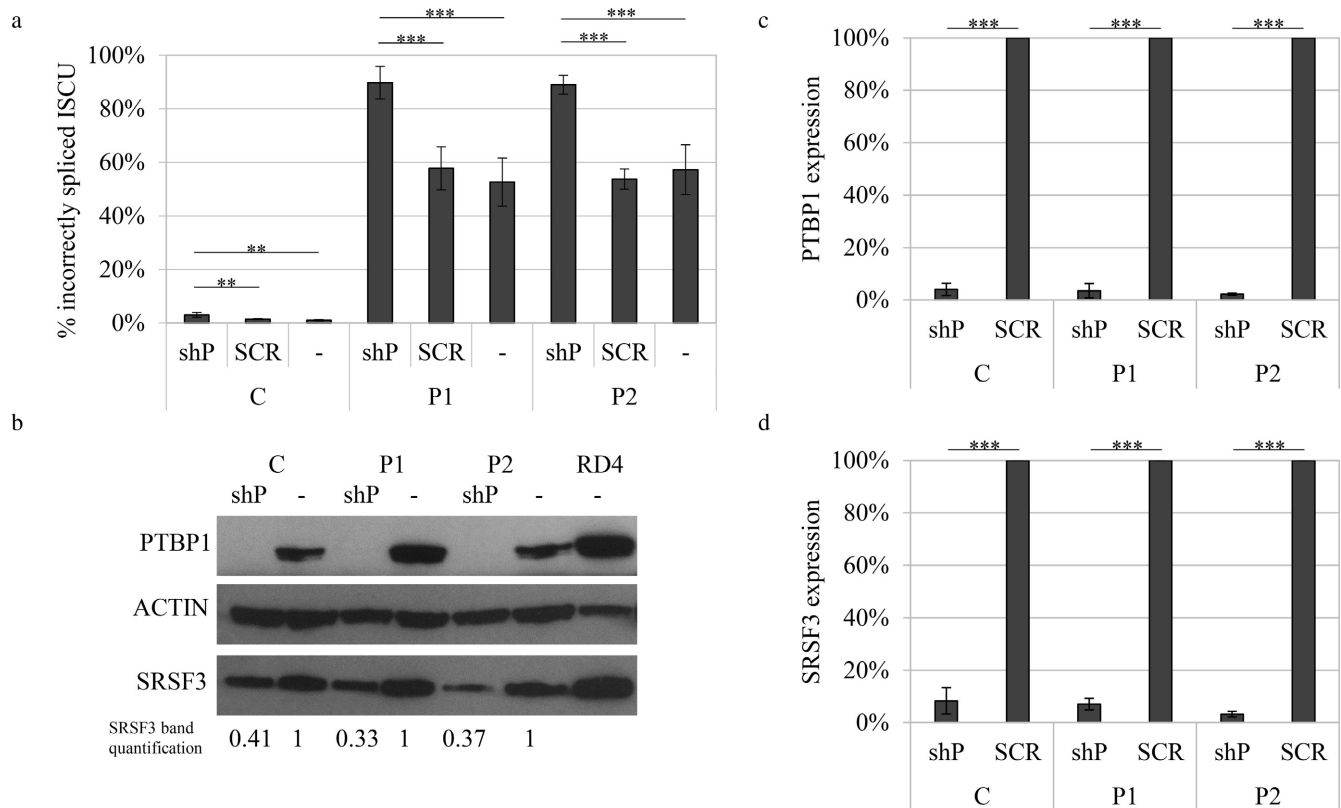 a
% incorrectly spliced ISCU
100%
80%
60%
40%
20%
0%
** ** *** *** *** ***
shP SCR - shP SCR - shP SCR -
C P1 P2
b
C P1 P2 RD4
shP - shP - shP - -
PTBP1
ACTIN
SRSF3
SRSF3 band
quantification
0.41 1 0.33 1 0.37 1
c
PTBP1 expression
*** *** ***
100%
80%
60%
40%
20%
0%
shP SCR shP SCR shP SCR
C P1 P2
d
SRSF3 expression
*** *** ***
100%
80%
60%
40%
20%
0%
shP SCR shP SCR shP SCR
C P1 P2